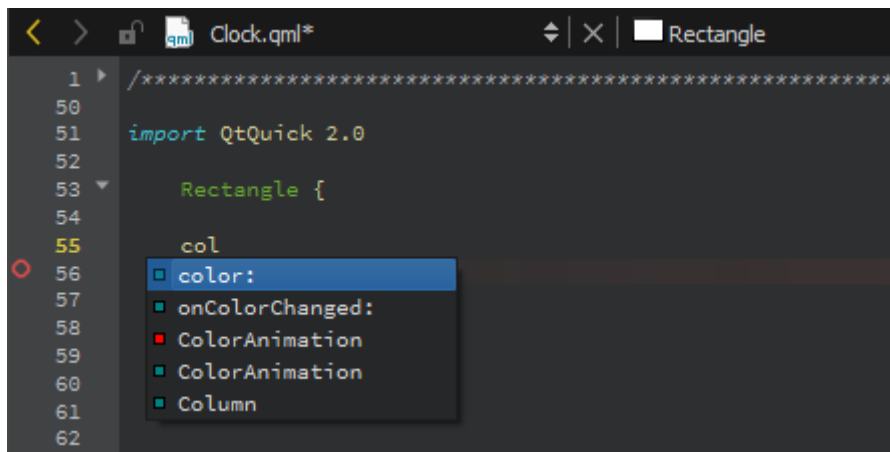 qml Clock.qml* Rectangle
1 /**********************************************************
50
51 import QtQuick 2.0
52
53 Rectangle {
54
55 col
56 color:
57 onColorChanged:
58 ColorAnimation
59 ColorAnimation
60
61 Column
62